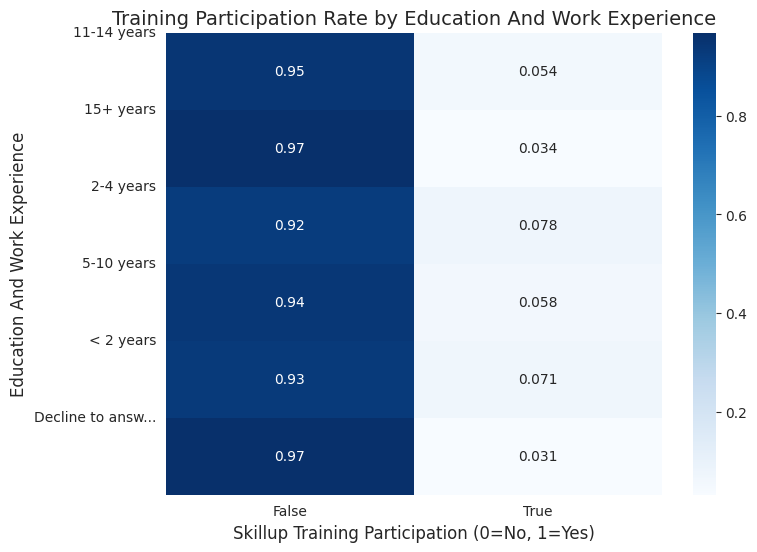 Training Participation Rate by Education And Work Experience
Education And Work Experience
11-14 years
0.95 0.054
15+ years
0.97 0.034
2-4 years
0.92 0.078
5-10 years
0.94 0.058
< 2 years
0.93 0.071
Decline to answ...
0.97 0.031
False True
Skillup Training Participation (0=No, 1=Yes)
0.8
0.6
0.4
0.2